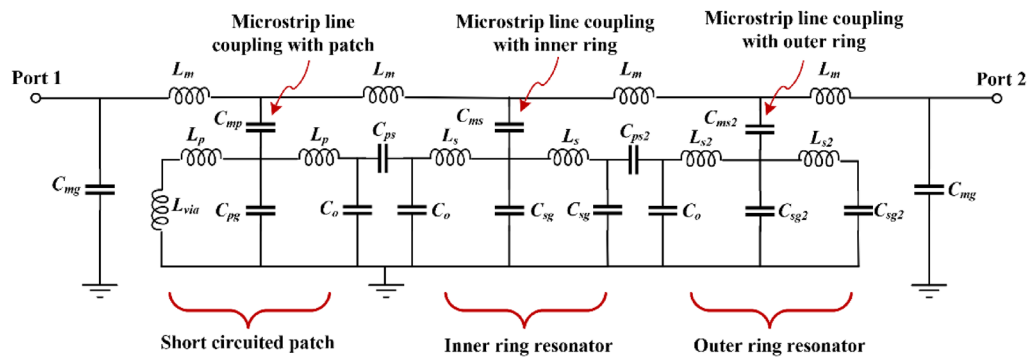 Microstrip line
coupling with patch
Microstrip line coupling
with inner ring
Microstrip line coupling
with outer ring
Port 1
Lm
Lm
Lm
Lm
Port 2
Cmp
Cps
Cms
Cps2
Cms2
Lp
Lp
Ls
Ls
Ls2
Ls2
Cmg
Lvia
Cpg
Co
Co
Csg
Csg
Co
Csg2
Csg2
Cmg
Short circuited patch
Inner ring resonator
Outer ring resonator